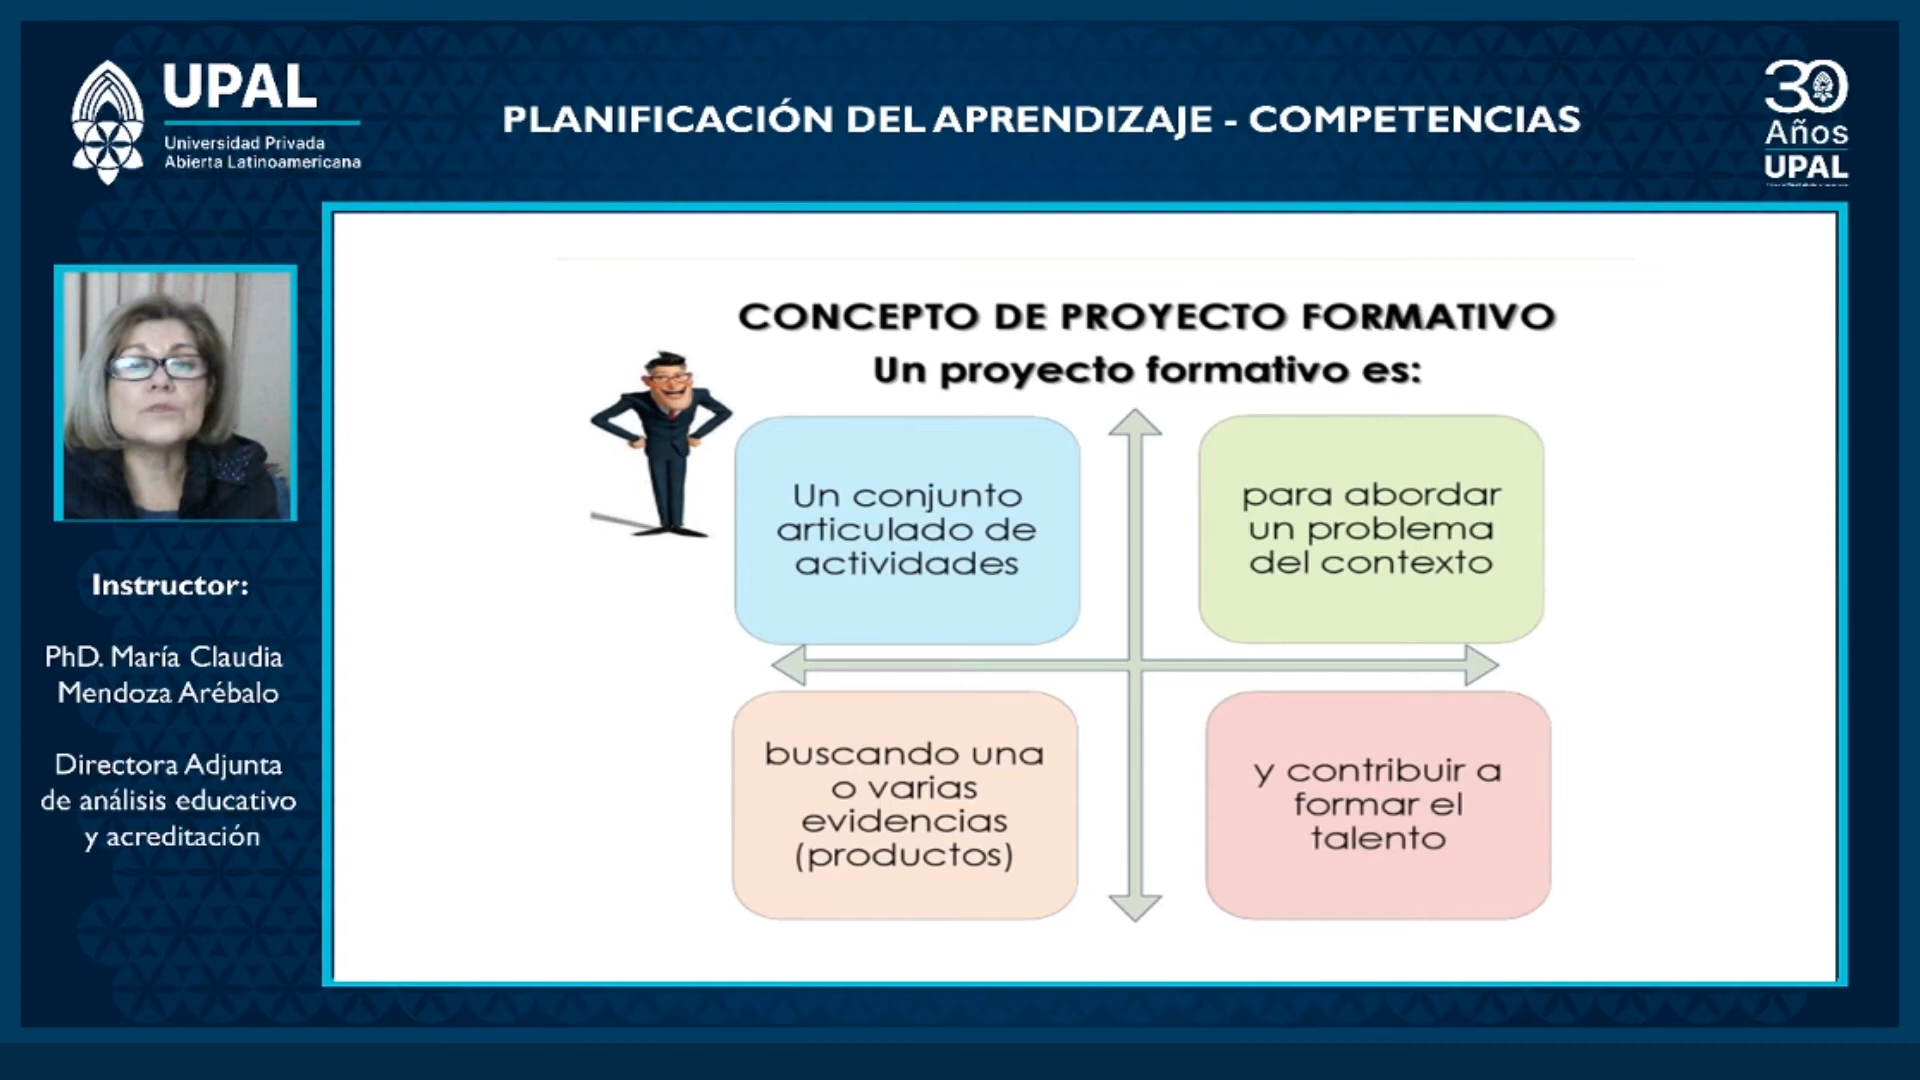 UPAL
Universidad Privada
Abierta Latinoamericana
PLANIFICACIÓN DEL APRENDIZAJE - COMPETENCIAS
30
Años
UPAL
Instructor:
PhD. María Claudia
Mendoza Arébalo
Directora Adjunta
de análisis educativo
y acreditación
CONCEPTO DE PROYECTO FORMATIVO
Un proyecto formativo es:
Un conjunto
articulado de
actividades
para abordar
un problema
del contexto
buscando una
o varias
evidencias
(productos)
y contribuir a
formar el
talento